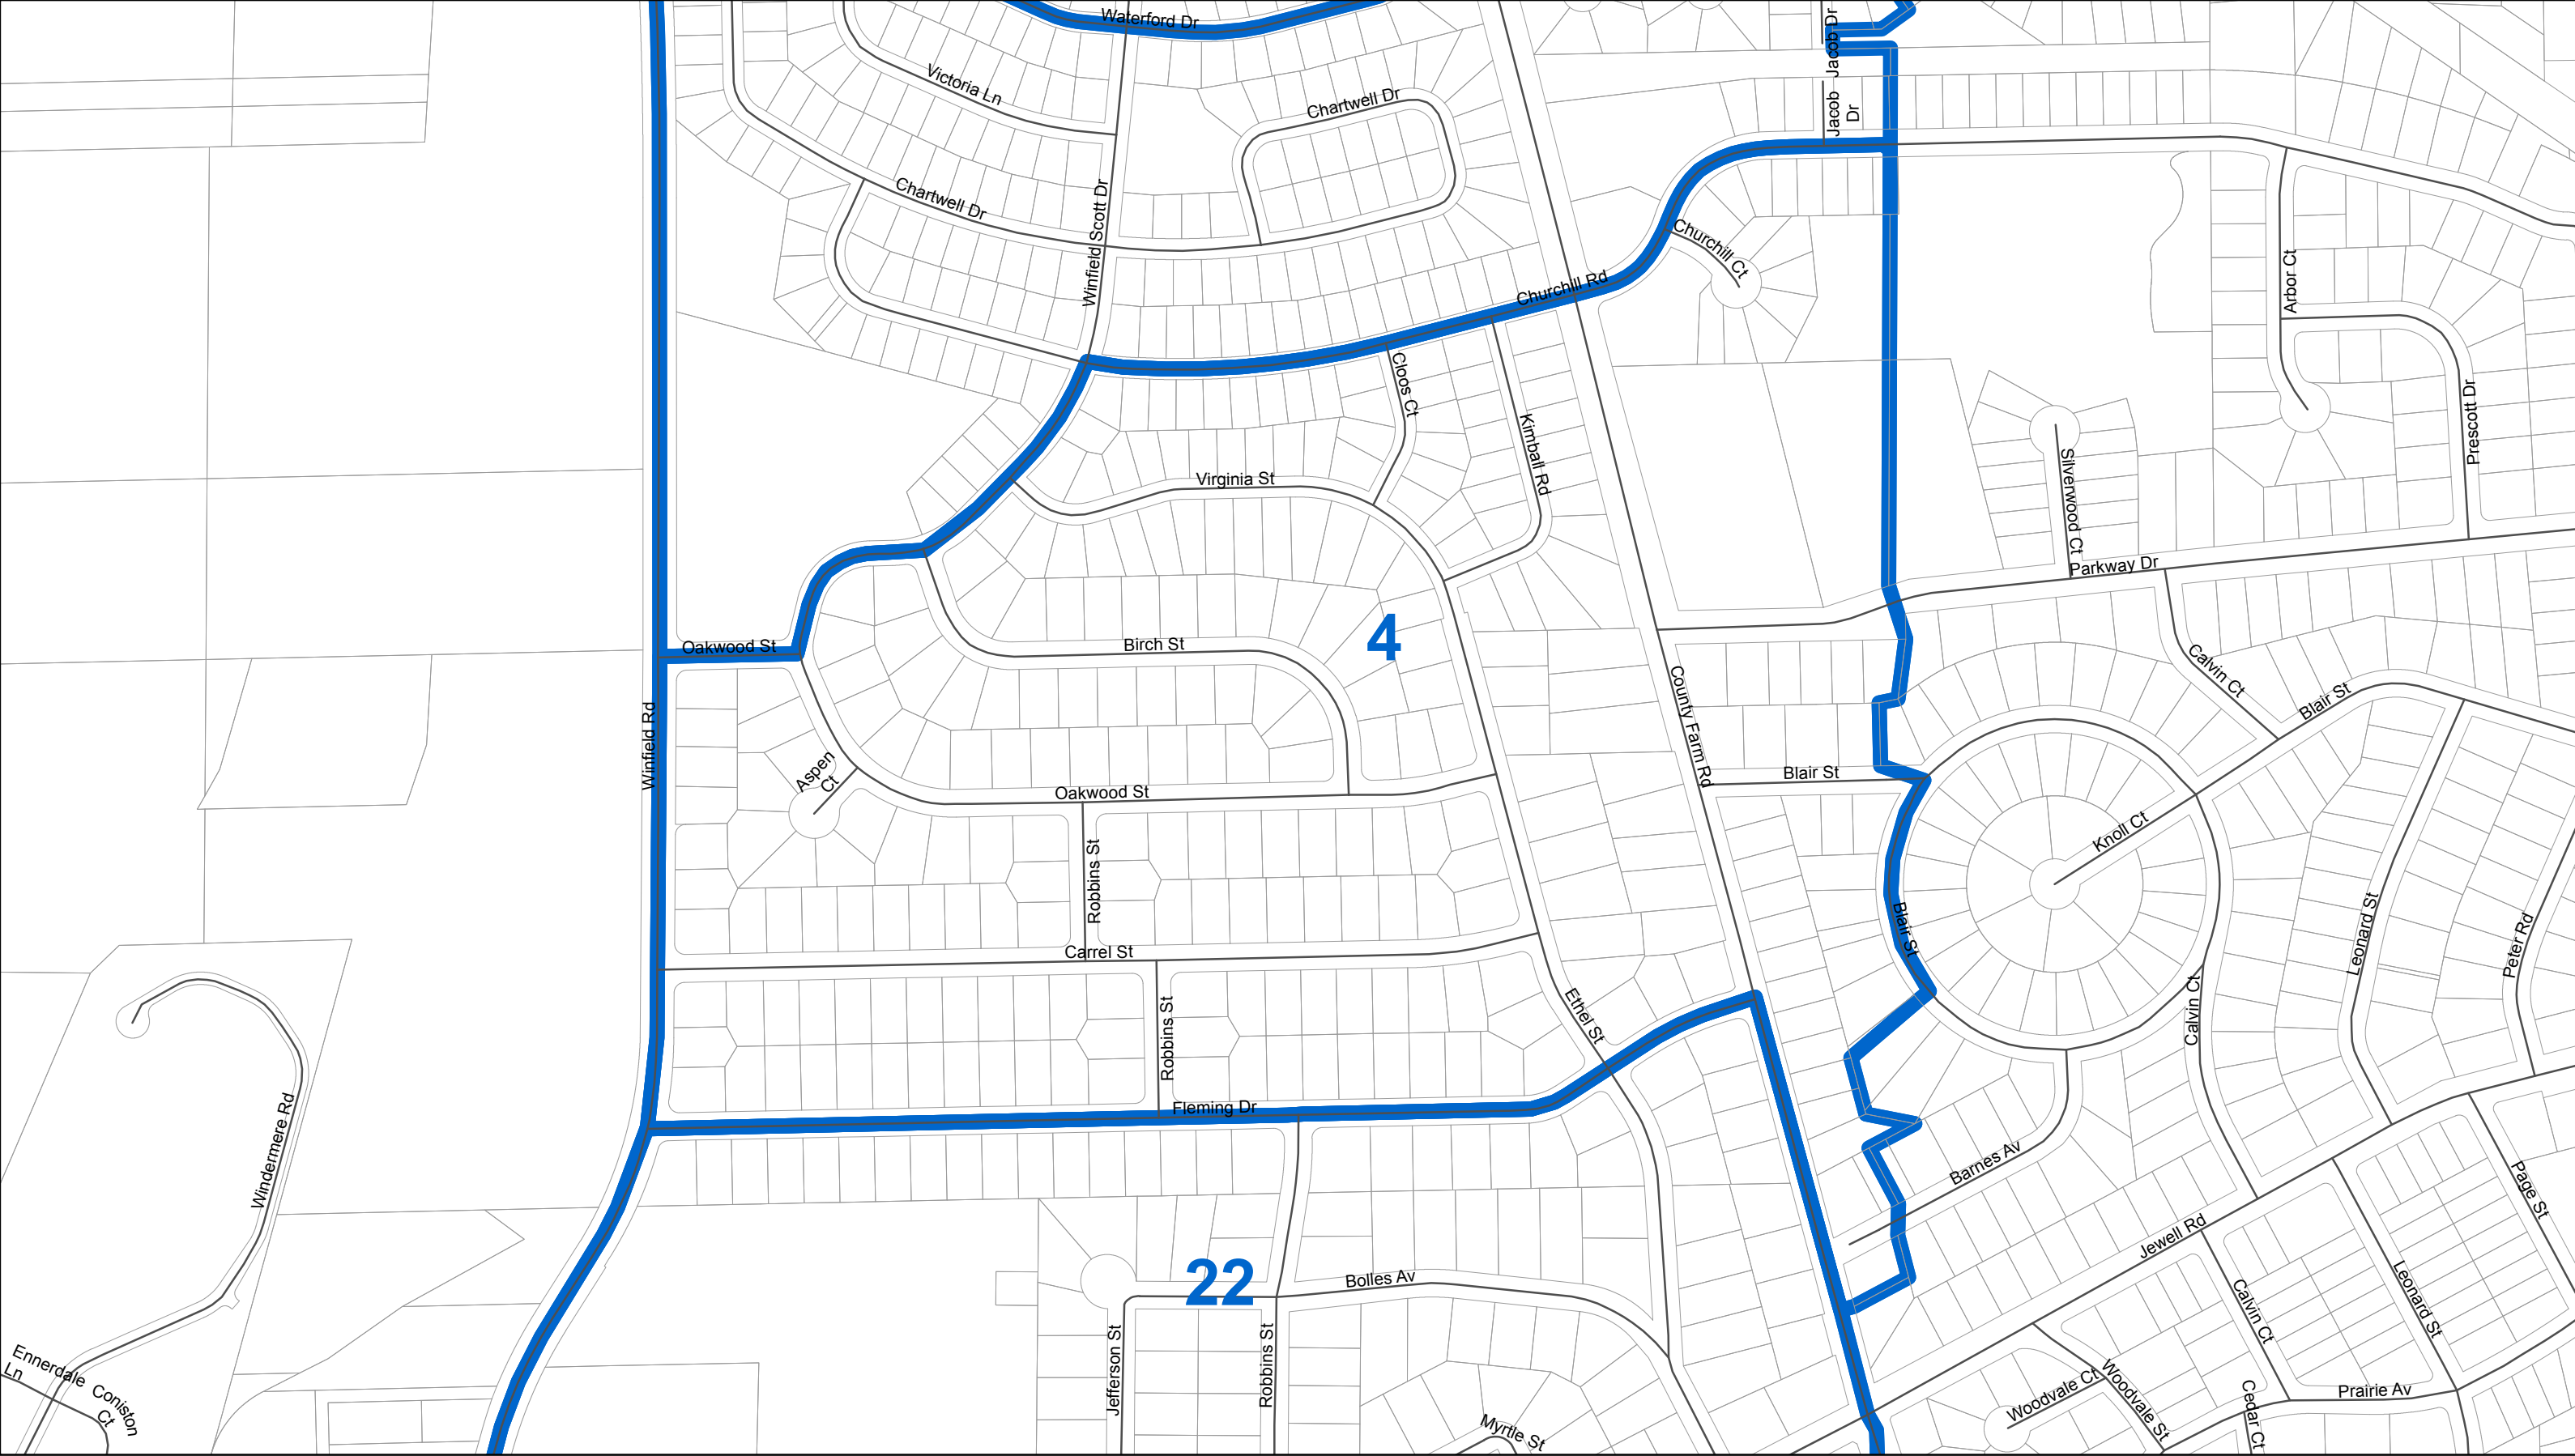 Waterford Dr
Jacob Dr
Victoria Ln
Chartwell Dr
Jacob
Dr
Chartwell Dr
Winfield Scott Dr
Churchill Ct
Churchill Rd
Arbor Ct
Cloos Ct
Kimball Rd
Prescott Dr
Virginia St
Silverwood Ct
Parkway Dr
4
Oakwood St
Birch St
Calvin Ct
Blair St
County Farm Rd
Winfield Rd
Aspen
Ct
Blair St
Oakwood St
Knoll Ct
Robbins St
Blair St
Leonard St
Peter Rd
Carrel St
Calvin Ct
Ethel St
Robbins St
Fleming Dr
Windermere Rd
Barnes Av
Page St
Jewell Rd
22
Bolles Av
Calvin Ct
Leonard St
Jefferson St
Robbins St
Ennerdale
Ln
Coniston
Ct
Woodvale Ct
Woodvale St
Cedar Ct
Prairie Av
Myrtle St